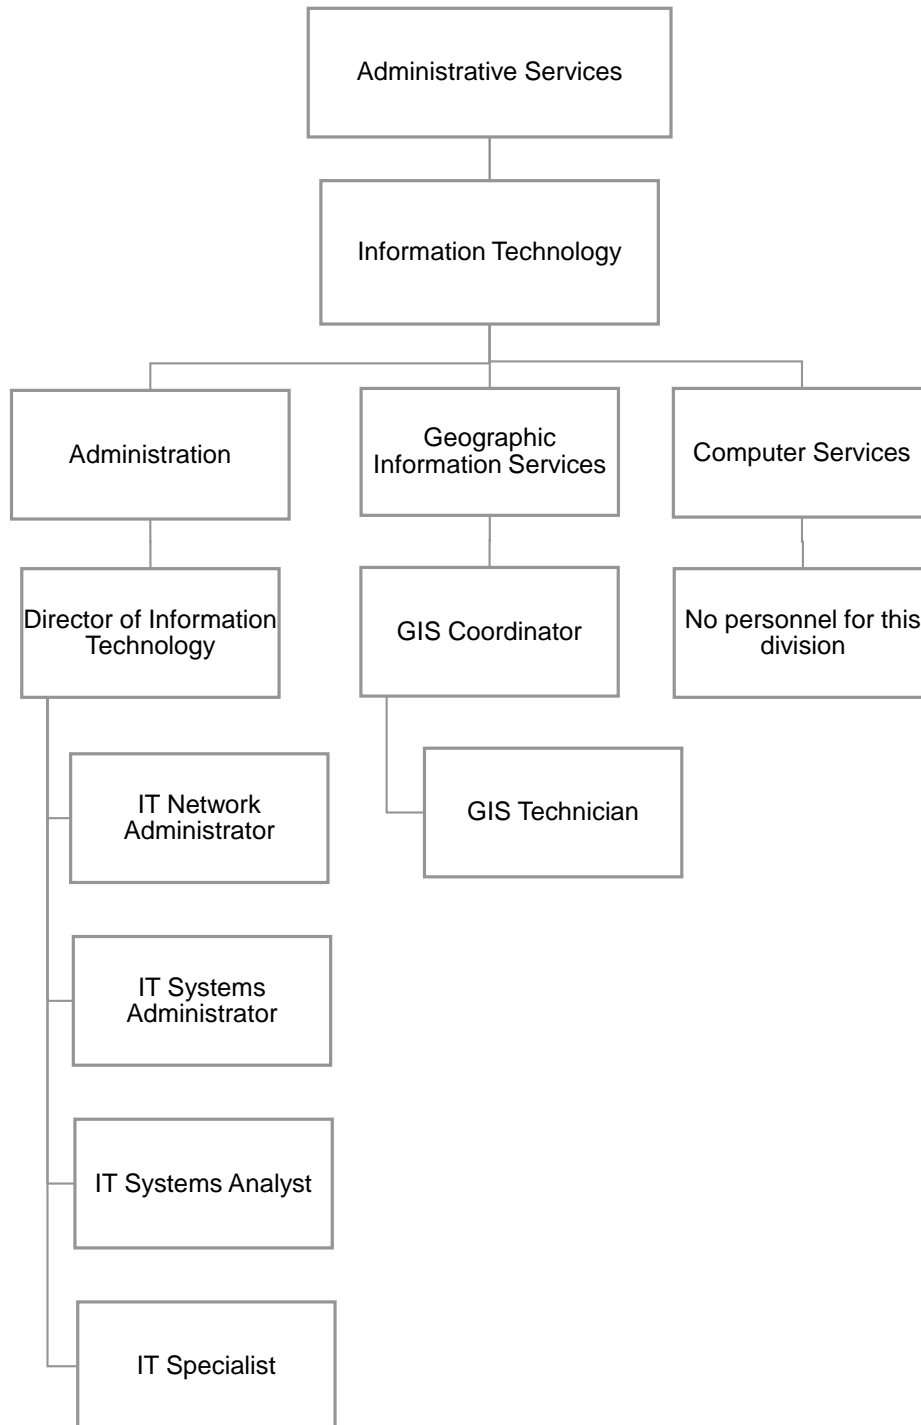 Administrative Services
Information Technology
Administration
Geographic
Information Services
Computer Services
Director of Information
Technology
GIS Coordinator
No personnel for this
division
IT Network
Administrator
GIS Technician
IT Systems
Administrator
IT Systems Analyst
IT Specialist